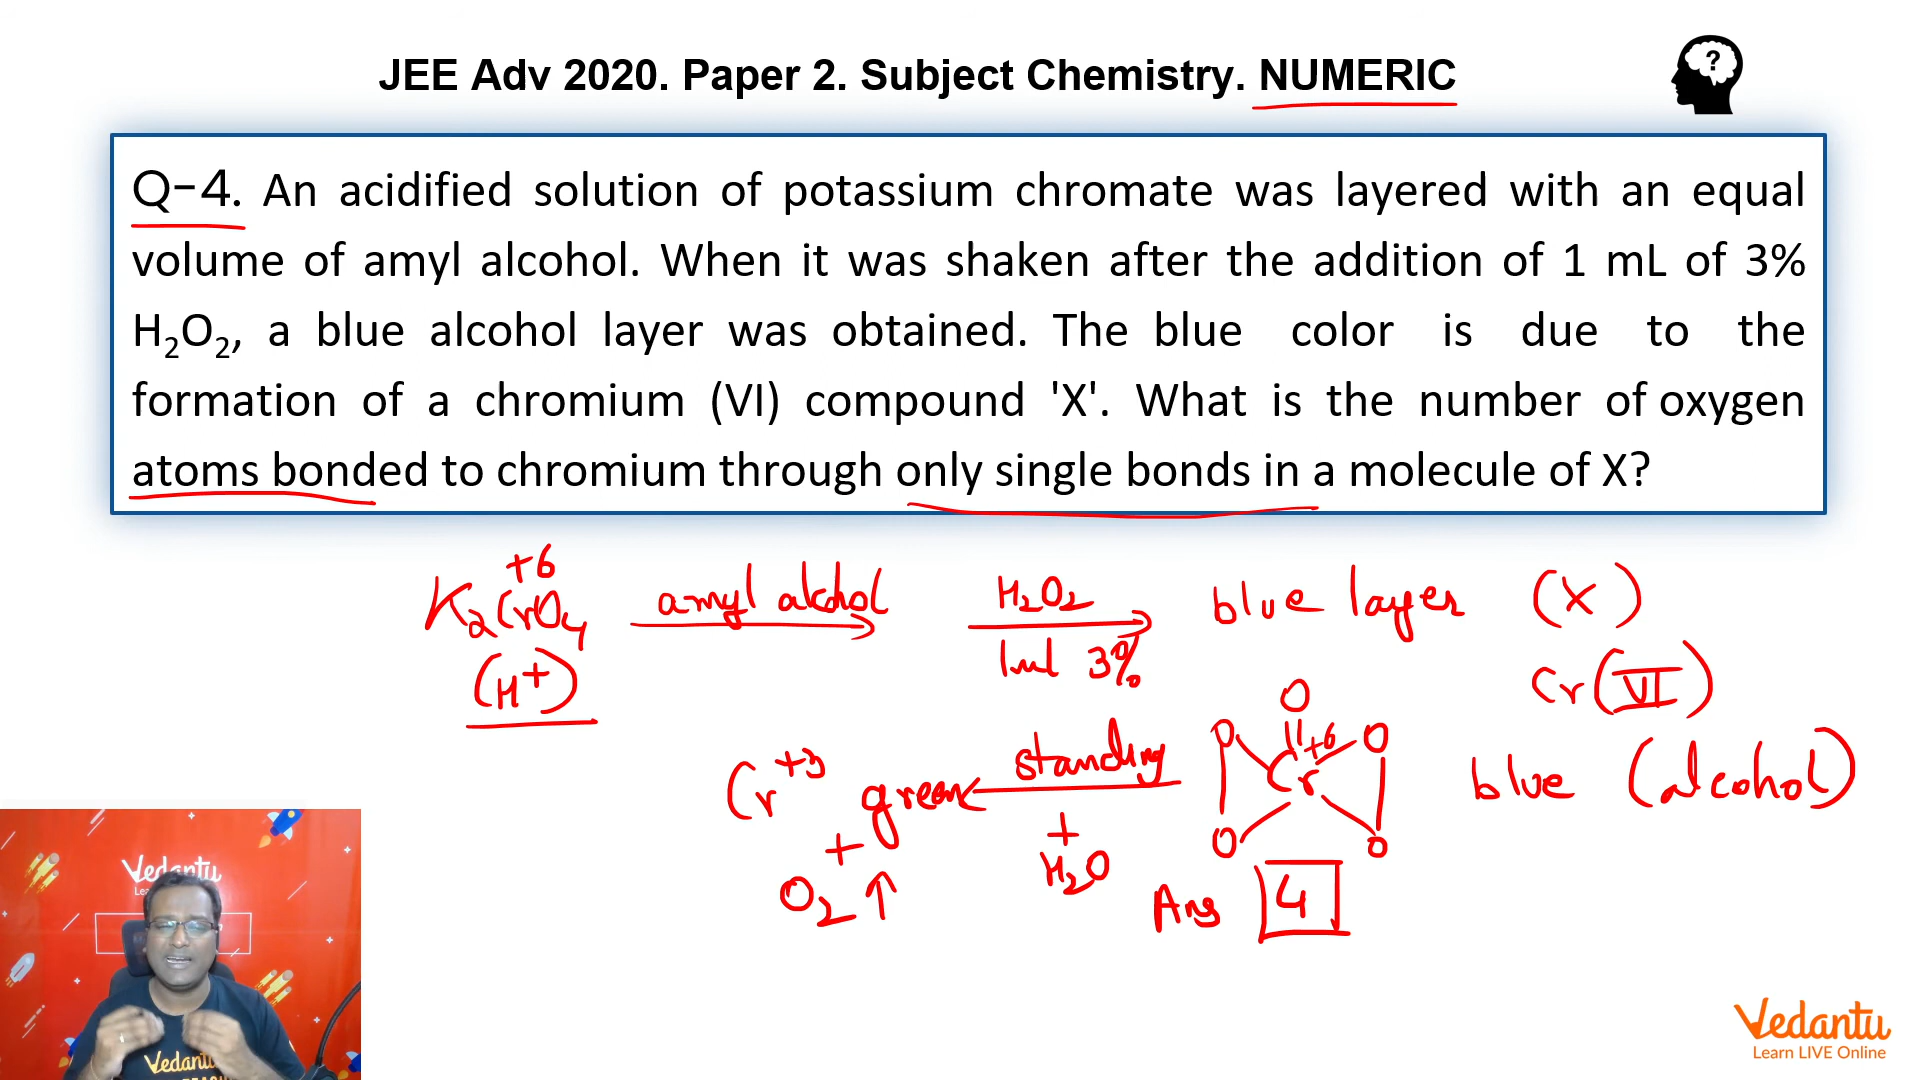 JEE Adv 2020. Paper 2. Subject Chemistry. NUMERIC
?
Q-4. An acidified solution of potassium chromate was layered with an equal
volume of amyl alcohol. When it was shaken after the addition of 1 mL of 3%
H₂O₂, a blue alcohol layer was obtained. The blue color is due to the
formation of a chromium (VI) compound 'X'. What is the number of oxygen
atoms bonded to chromium through only single bonds in a molecule of X?
+6
K₂CrO₄ amyl alcohol H₂O₂ blue layer (X)
(H+) 1ml 3% Cr(VI)
O
O Cr +6 O
O O
blue (alcohol)
standing
+
H₂O
Cr+3 green
+
O₂ ↑
Ans 4
Vedantu
Vedantu
Vedantu
Learn LIVE Online